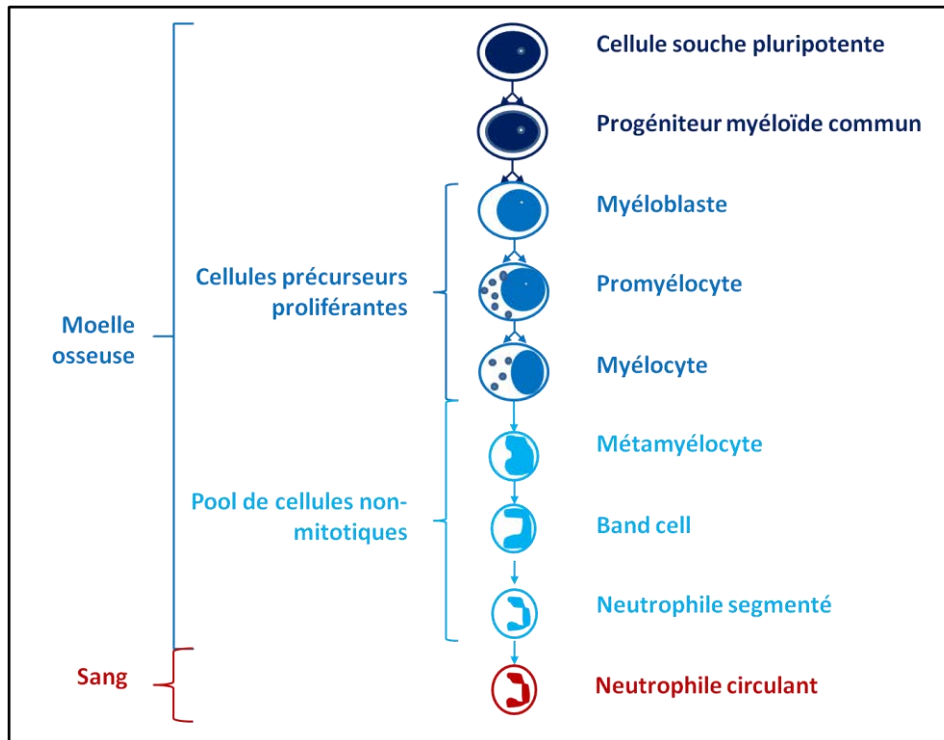 Cellule souche pluripotente
Progéniteur myéloïde commun
Myéloblaste
Cellules précurseurs
proliférantes
Promyélocyte
Moelle
osseuse
Myélocyte
Métamyélocyte
Pool de cellules non-
mitotiques
Band cell
Neutrophile segmenté
Sang
Neutrophile circulant